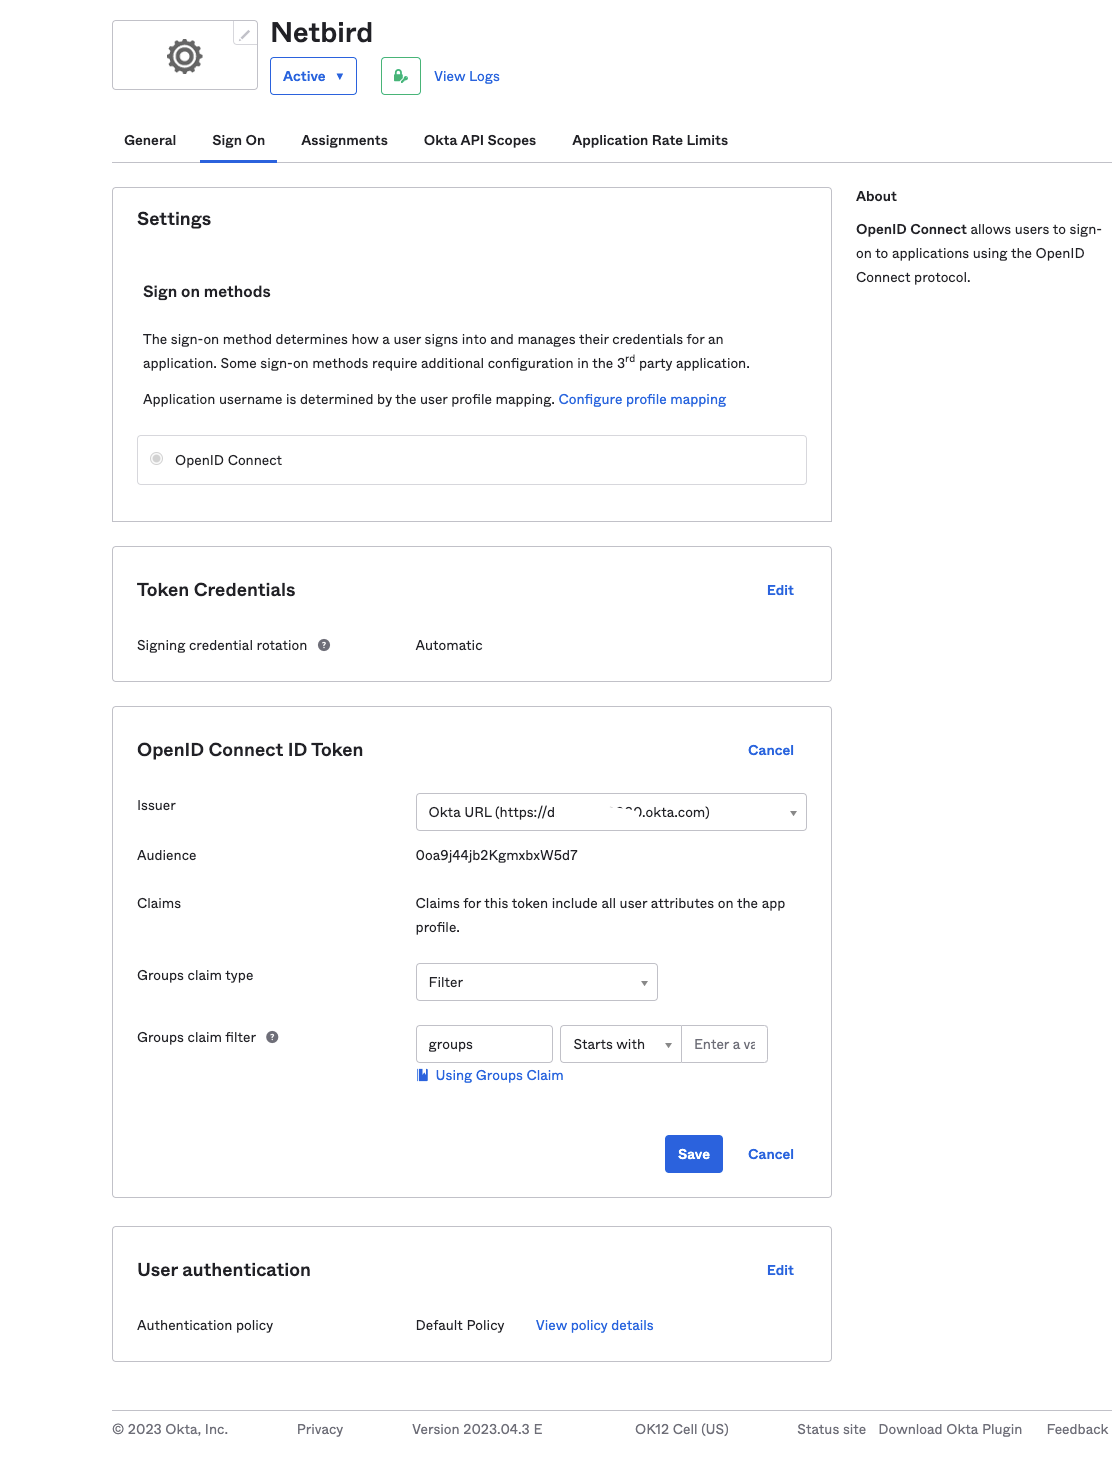 Netbird
Active ▼ View Logs
General Sign On Assignments Okta API Scopes Application Rate Limits
Settings
Sign on methods
The sign-on method determines how a user signs into and manages their credentials for an
application. Some sign-on methods require additional configuration in the 3rd party application.
Application username is determined by the user profile mapping. Configure profile mapping
OpenID Connect
About
OpenID Connect allows users to sign-
on to applications using the OpenID
Connect protocol.
Token Credentials Edit
Signing credential rotation ? Automatic
OpenID Connect ID Token Cancel
Issuer Okta URL (https://d .okta.com)
Audience 0oa9j44jb2KgmxbxW5d7
Claims Claims for this token include all user attributes on the app
profile.
Groups claim type Filter
Groups claim filter ? groups Starts with Enter a va
Using Groups Claim
Save Cancel
User authentication Edit
Authentication policy Default Policy View policy details
© 2023 Okta, Inc. Privacy Version 2023.04.3 E OK12 Cell (US) Status site Download Okta Plugin Feedback